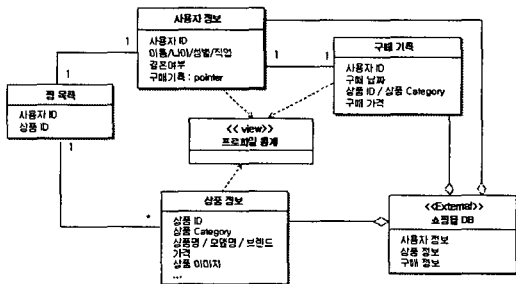 사용자 정보
사용자 ID
이름/나이/성별/직업
결혼여부
구매기록 : pointer
1
1
1
1
구매 기록
사용자 ID
구매 날짜
상품 ID / 상품 Category
구매 가격
찜 목록
사용자 ID
상품 ID
1
<< view>>
프로파일 통계
*
상품 정보
상품 ID
상품 Category
상품명 / 모델명 / 브랜드
가격
상품 이미지
...
<<External>>
쇼핑몰 DB
사용자 정보
상품 정보
구매 정보